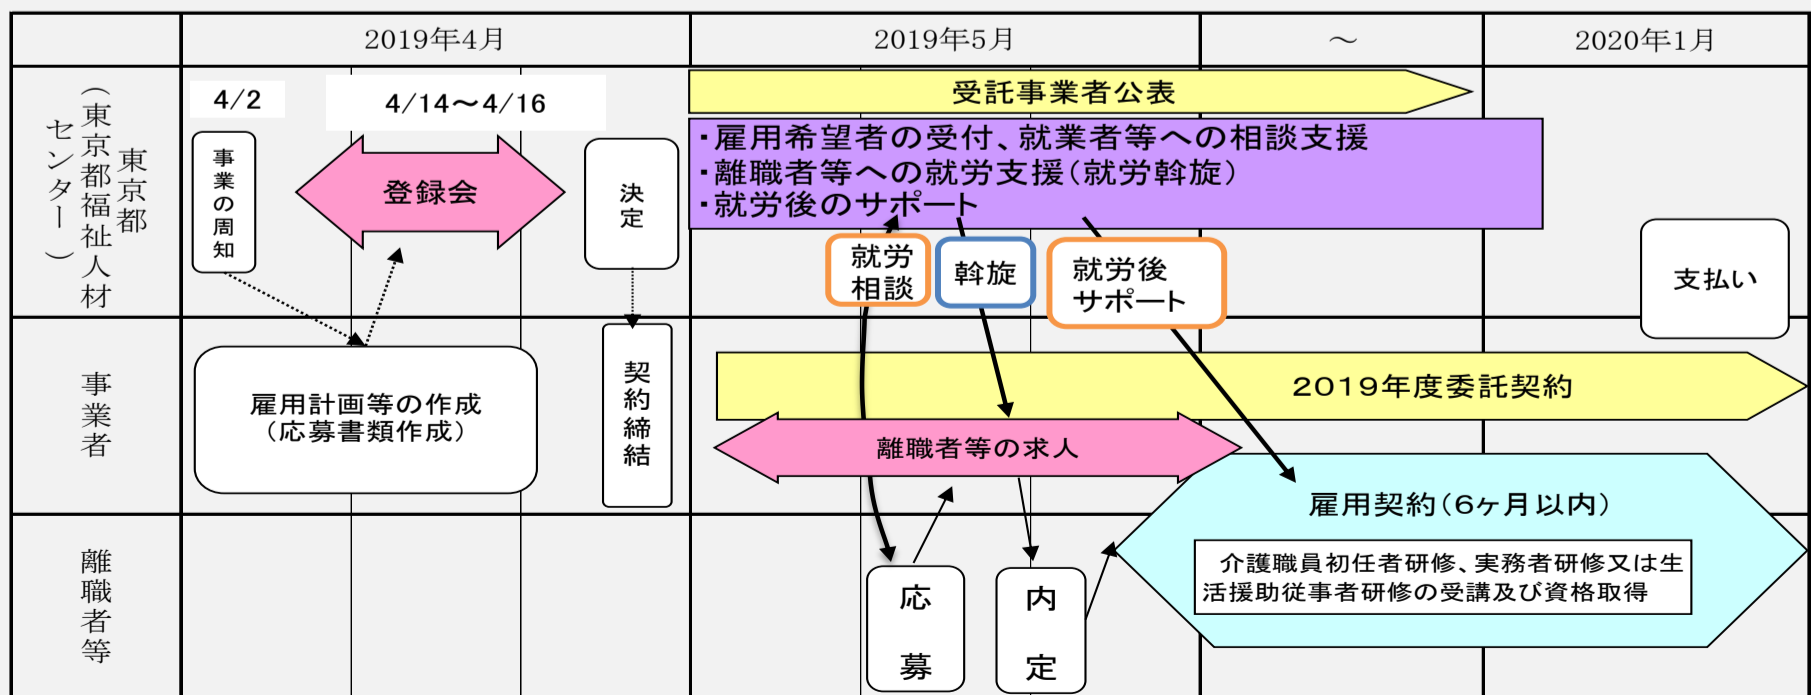 2019年4月
2019年5月
～
2020年1月
東京都
（東京都福祉人材
センター）
4/2
4/14～4/16
事業の周知
登録会
決定
受託事業者公表
・雇用希望者の受付、就業者等への相談支援
・離職者等への就労支援（就労斡旋）
・就労後のサポート
就労
相談
斡旋
就労後
サポート
支払い
事業者
雇用計画等の作成
（応募書類作成）
契約締結
2019年度委託契約
離職者等の求人
雇用契約（6ヶ月以内）
介護職員初任者研修、実務者研修又は生
活援助従事者研修の受講及び資格取得
離職者等
応募
内定